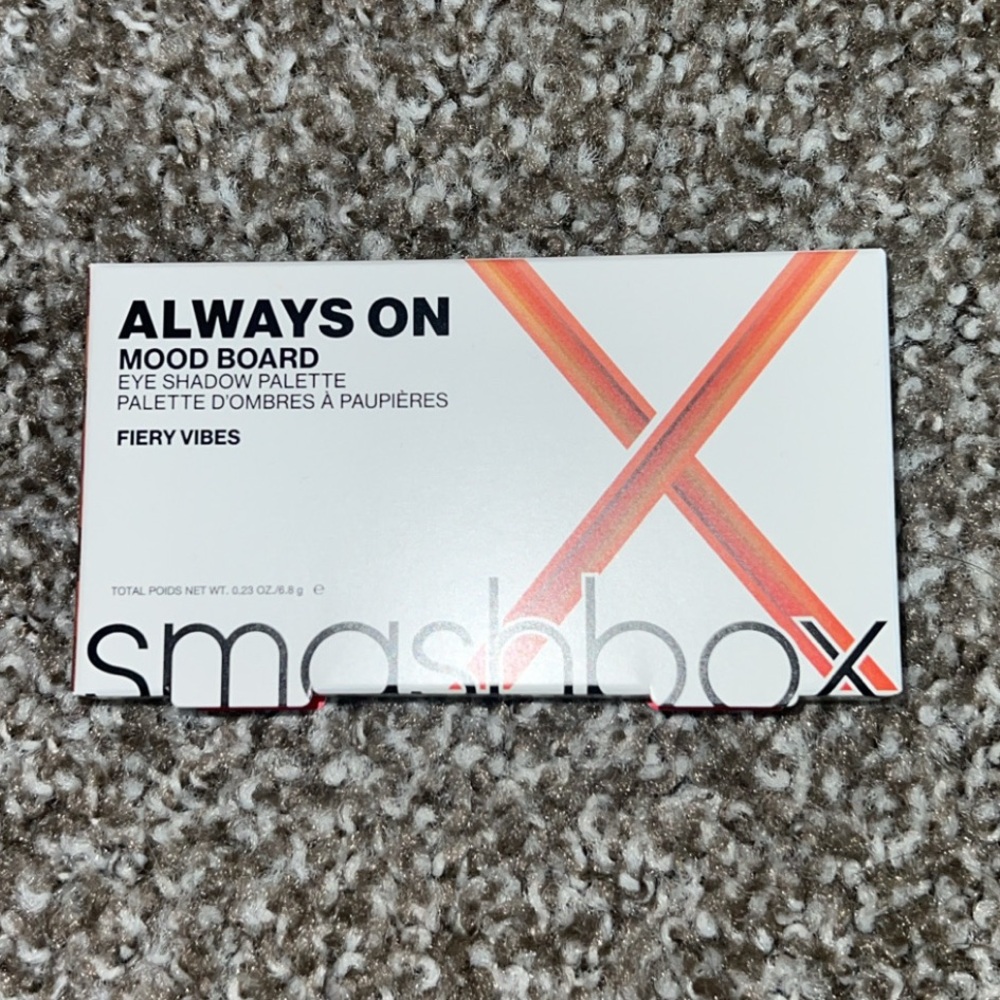 ALWAYS ON
MOOD BOARD
EYE SHADOW PALETTE
PALETTE D'OMBRES À PAUPIÈRES
FIERY VIBES
TOTAL POIDS NET WT. 0.23 OZ./6.8 g ℮
smashbox